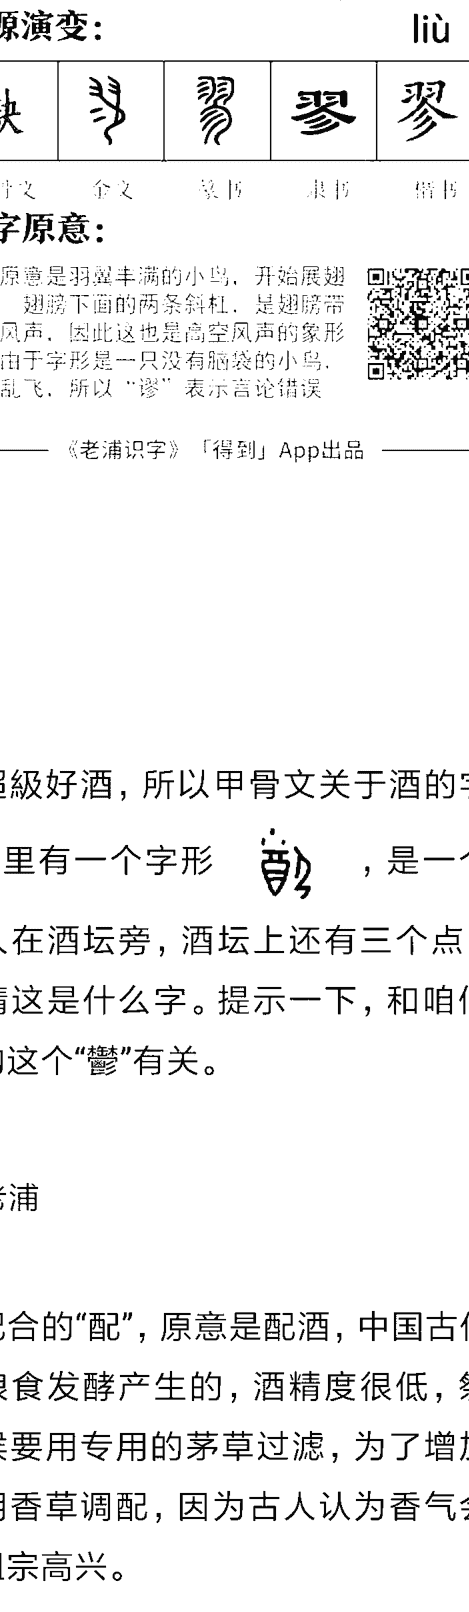 源演变： liù
金文 篆书 隶书 楷书
字原意：
原意是羽翼丰满的小鸟，开始展翅
翅膀下面的两条斜杠，是翅膀带
风声，因此这也是高空风声的象形
由于字形是一只没有脑袋的小鸟，
乱飞，所以“谬”表示言论错误
《老浦识字》「得到」App出品
超級好酒，所以甲骨文关于酒的字
里有一个字形 ，是一个
人在酒坛旁，酒坛上还有三个点
猜这是什么字。提示一下，和咱们
的这个“鬱”有关。
老浦
配合的“配”，原意是配酒，中国古代
粮食发酵产生的，酒精度很低，祭
候要用专用的茅草过滤，为了增加
用香草调配，因为古人认为香气会
祖宗高兴。